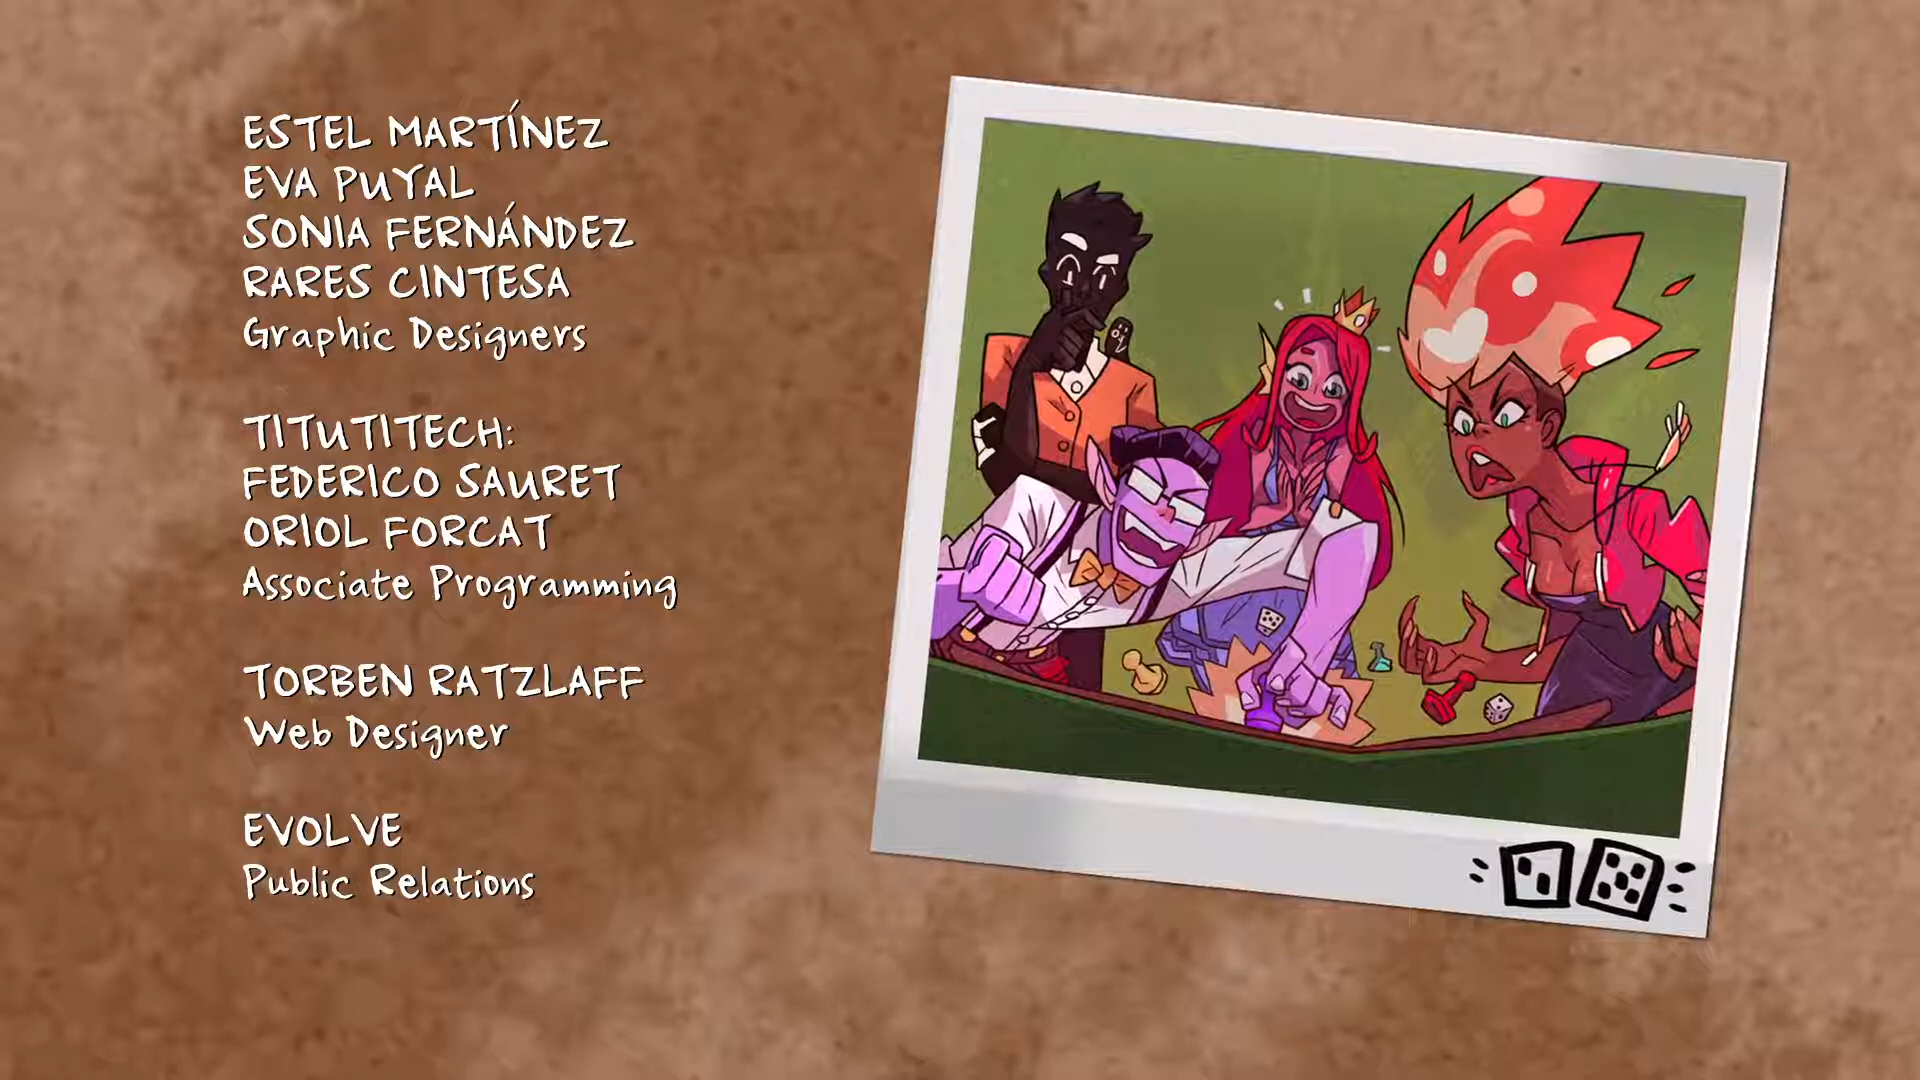 ESTEL MARTÍNEZ
EVA PUYAL
SONIA FERNÁNDEZ
RARES CINTESA
Graphic Designers
TITUTITECH:
FEDERICO SAURET
ORIOL FORCAT
Associate Programming
TORBEN RATZLAFF
Web Designer
EVOLVE
Public Relations